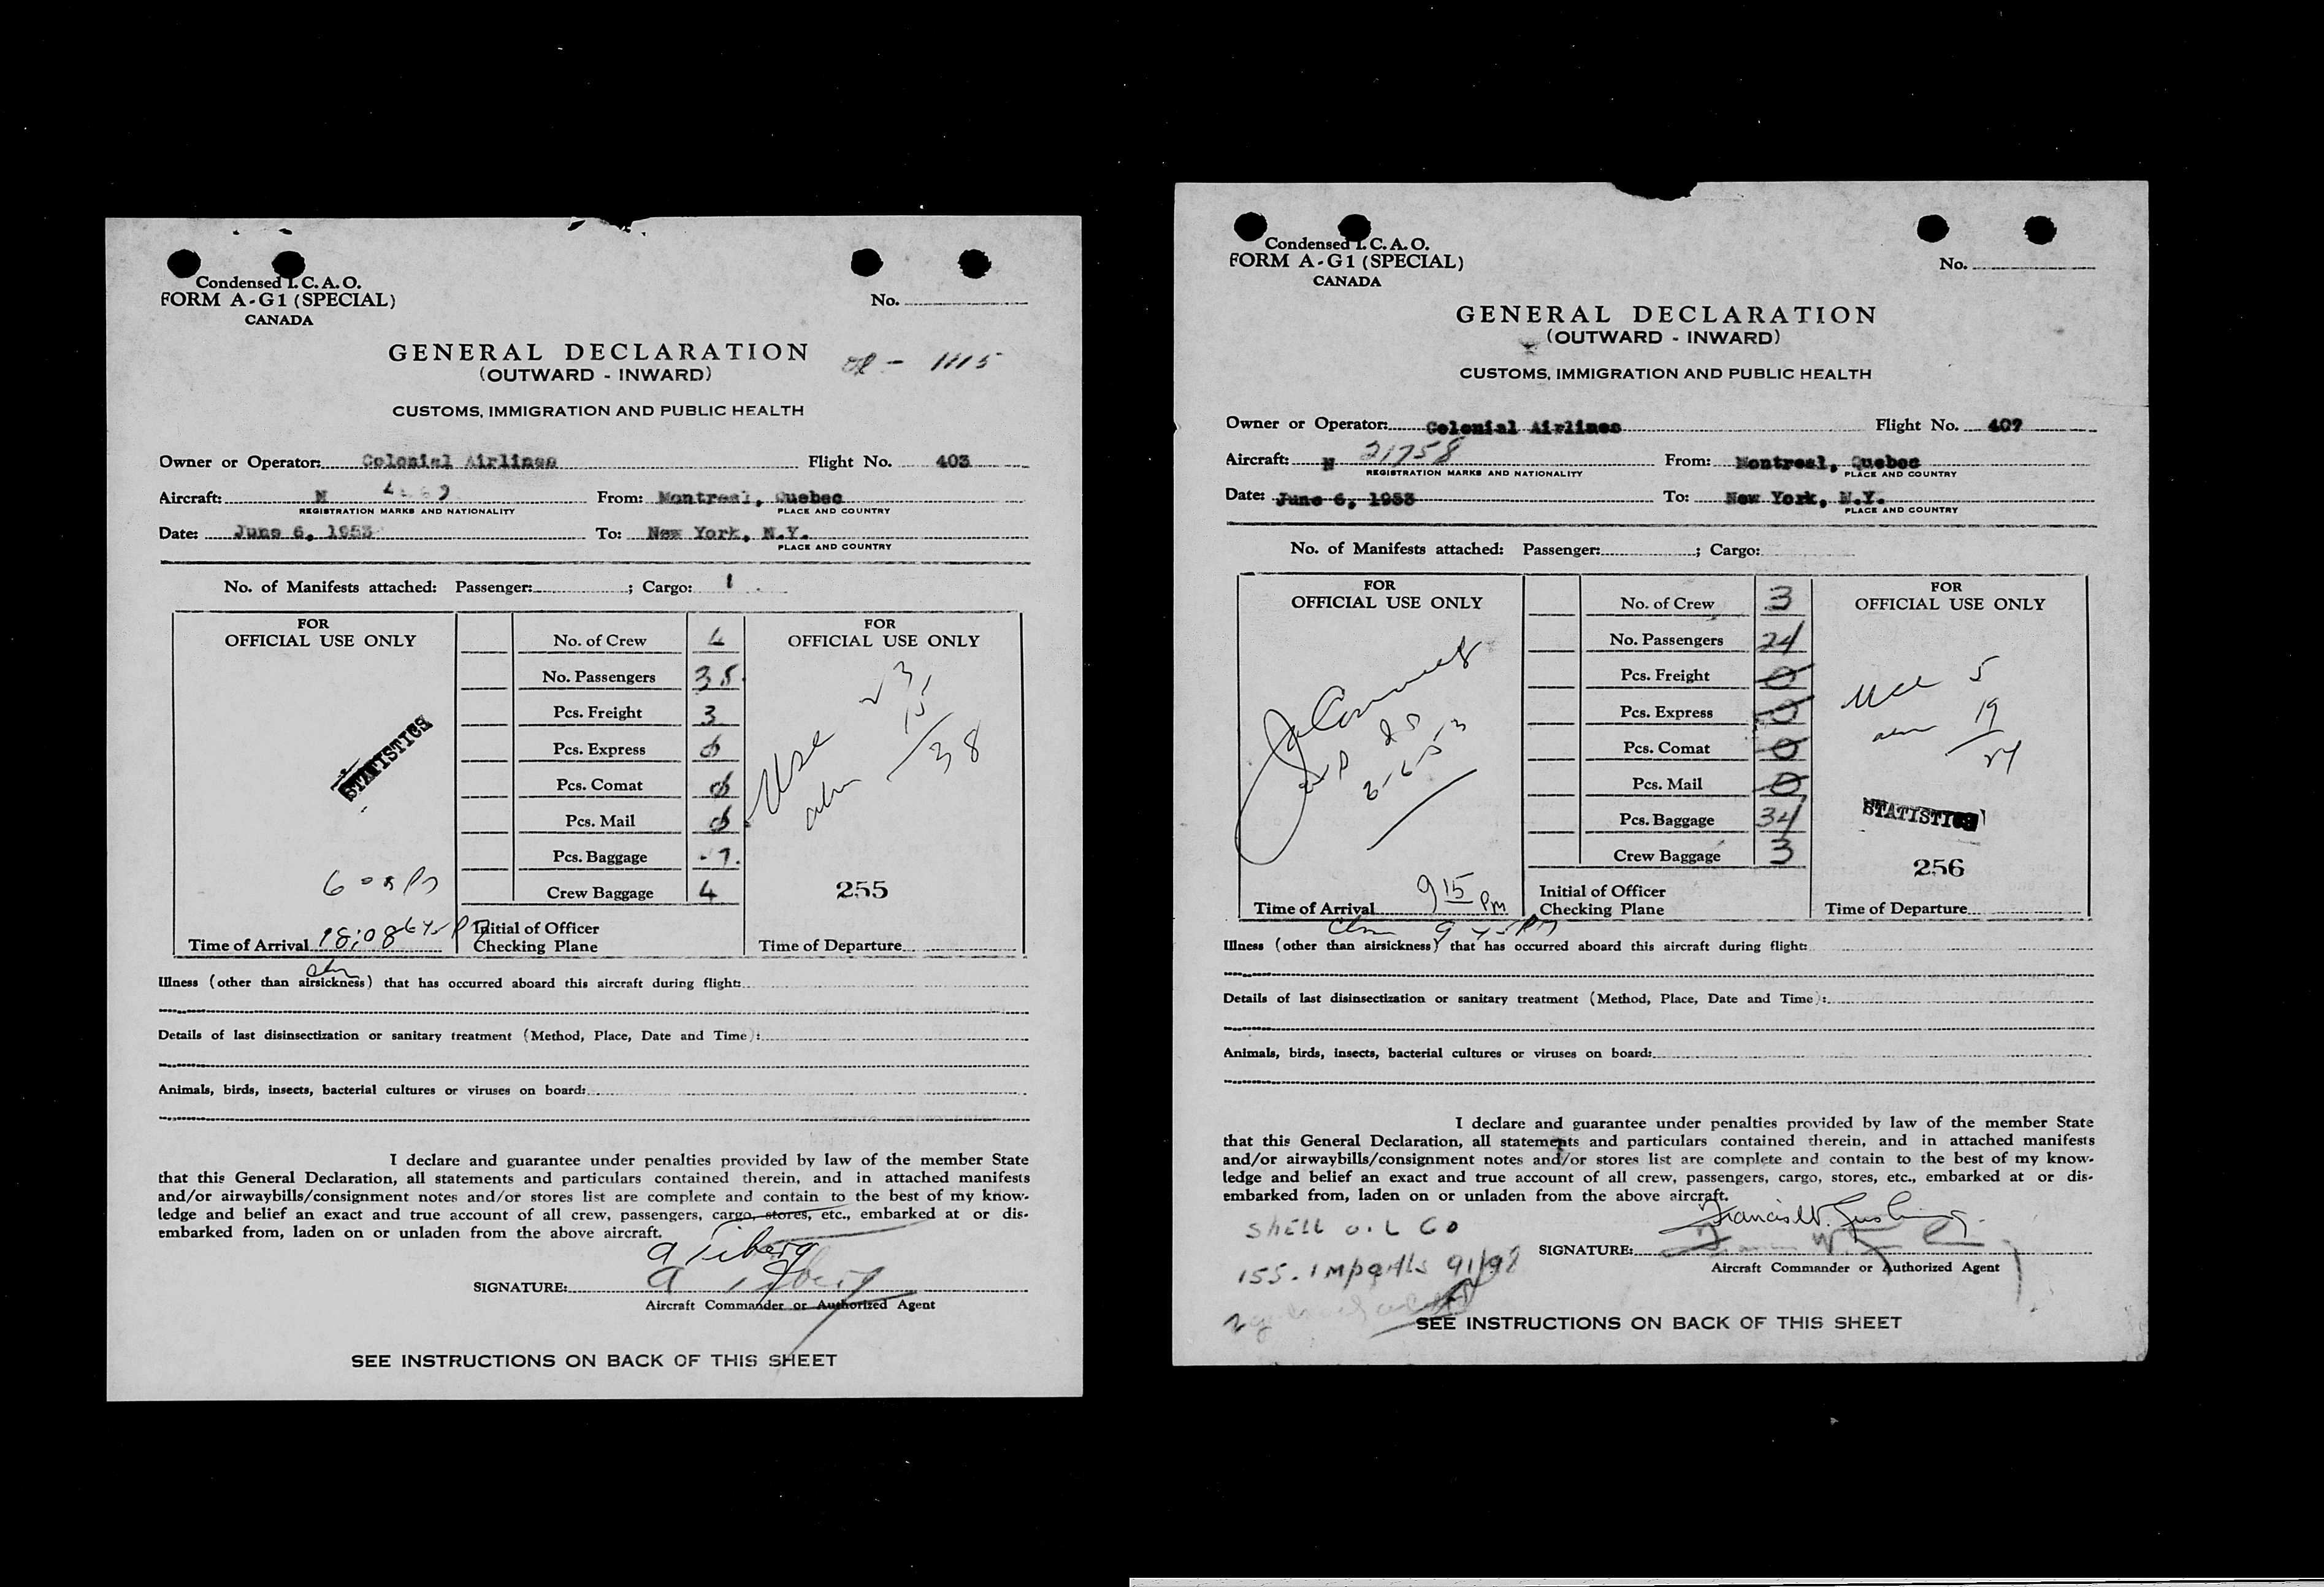 Condensed I.C.A.O.
FORM A-G1 (SPECIAL)
CANADA
No.
GENERAL DECLARATION
(OUTWARD - INWARD)
1115
CUSTOMS, IMMIGRATION AND PUBLIC HEALTH
Owner or Operator: Colonial Airlines Flight No. 403
Aircraft: N From: Montreal, Quebec
REGISTRATION MARKS AND NATIONALITY PLACE AND COUNTRY
Date: June 6, 1953 To: New York, N.Y.
PLACE AND COUNTRY
No. of Manifests attached: Passenger: ; Cargo: 1
FOR
OFFICIAL USE ONLY
STATISTICS
Time of Arrival 18:08
No. of Crew 4
No. Passengers 38
Pcs. Freight 3
Pcs. Express 0
Pcs. Comat 0
Pcs. Mail 0
Pcs. Baggage 7
Crew Baggage 4
Initial of Officer
Checking Plane
FOR
OFFICIAL USE ONLY
23
15
38
255
Time of Departure
Illness (other than airsickness) that has occurred aboard this aircraft during flight:
Details of last disinsectization or sanitary treatment (Method, Place, Date and Time):
Animals, birds, insects, bacterial cultures or viruses on board:
I declare and guarantee under penalties provided by law of the member State
that this General Declaration, all statements and particulars contained therein, and in attached manifests
and/or airwaybills/consignment notes and/or stores list are complete and contain to the best of my know-
ledge and belief an exact and true account of all crew, passengers, cargo, stores, etc., embarked at or dis-
embarked from, laden on or unladen from the above aircraft.
SIGNATURE:
Aircraft Commander or Authorized Agent
SEE INSTRUCTIONS ON BACK OF THIS SHEET
Condensed I.C.A.O.
FORM A-G1 (SPECIAL)
CANADA
No.
GENERAL DECLARATION
(OUTWARD - INWARD)
CUSTOMS, IMMIGRATION AND PUBLIC HEALTH
Owner or Operator: Colonial Airlines Flight No. 407
Aircraft: N 21758 From: Montreal, Quebec
REGISTRATION MARKS AND NATIONALITY PLACE AND COUNTRY
Date: June 6, 1953 To: New York, N.Y.
PLACE AND COUNTRY
No. of Manifests attached: Passenger: ; Cargo:
FOR
OFFICIAL USE ONLY
Time of Arrival 9 15 Pm
No. of Crew 3
No. Passengers 24
Pcs. Freight 0
Pcs. Express 0
Pcs. Comat 0
Pcs. Mail 0
Pcs. Baggage 34
Crew Baggage 3
Initial of Officer
Checking Plane
FOR
OFFICIAL USE ONLY
5
19
24
STATISTICS
256
Time of Departure
Illness (other than airsickness) that has occurred aboard this aircraft during flight:
Details of last disinsectization or sanitary treatment (Method, Place, Date and Time):
Animals, birds, insects, bacterial cultures or viruses on board:
I declare and guarantee under penalties provided by law of the member State
that this General Declaration, all statements and particulars contained therein, and in attached manifests
and/or airwaybills/consignment notes and/or stores list are complete and contain to the best of my know-
ledge and belief an exact and true account of all crew, passengers, cargo, stores, etc., embarked at or dis-
embarked from, laden on or unladen from the above aircraft.
SHELL OIL CO
155 91/98
SIGNATURE: Francis W.
Aircraft Commander or Authorized Agent
SEE INSTRUCTIONS ON BACK OF THIS SHEET